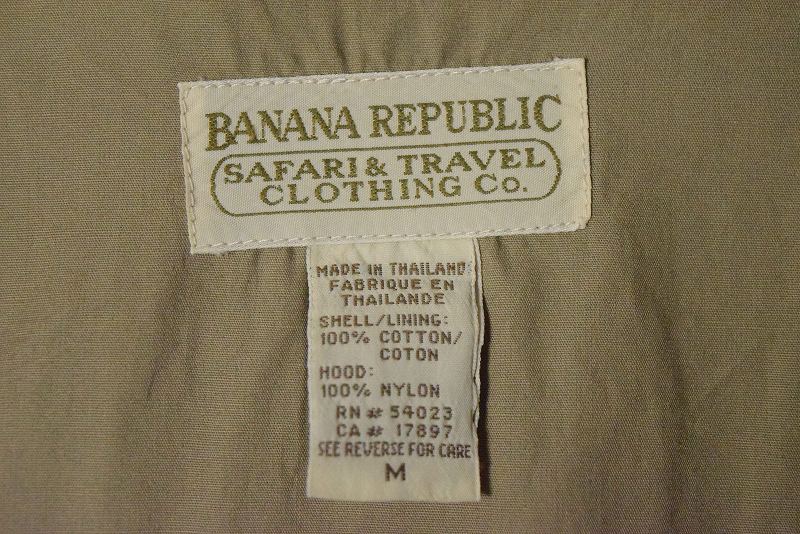 BANANA REPUBLIC
SAFARI & TRAVEL
CLOTHING CO.
MADE IN THAILAND
FABRIQUE EN
THAILANDE
SHELL/LINING:
100% COTTON/
COTON
HOOD:
100% NYLON
RN # 54023
CA # 17897
SEE REVERSE FOR CARE
M